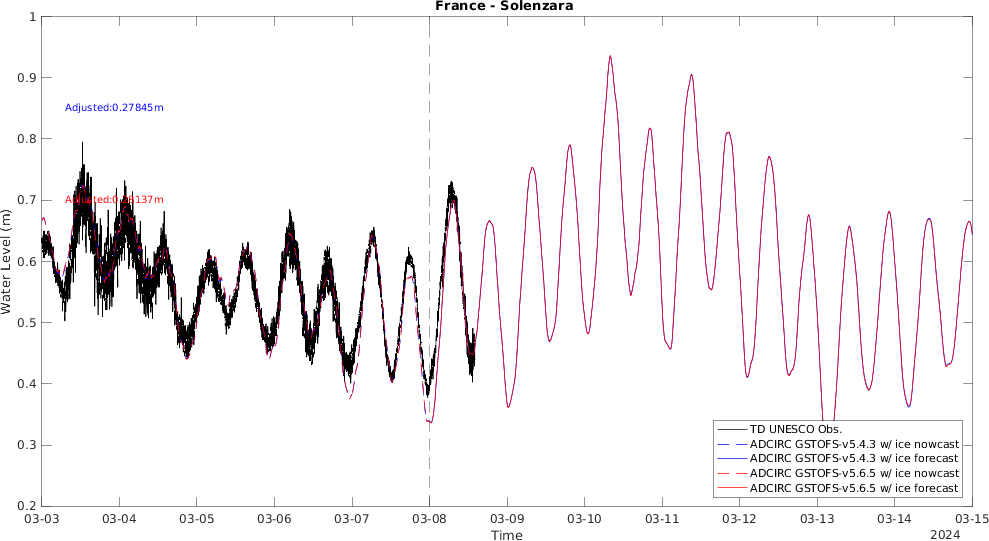 France - Solenzara
1
0.9
0.8
0.7
0.6
0.5
0.4
0.3
0.2
Water Level (m)
Adjusted:0.27845m
TD UNESCO Obs.
ADCIRC GSTOFS-v5.4.3 w/ ice nowcast
ADCIRC GSTOFS-v5.4.3 w/ ice forecast
ADCIRC GSTOFS-v5.6.5 w/ ice nowcast
ADCIRC GSTOFS-v5.6.5 w/ ice forecast
03-03 03-04 03-05 03-06 03-07 03-08 03-09 03-10 03-11 03-12 03-13 03-14 03-15
Time
2024